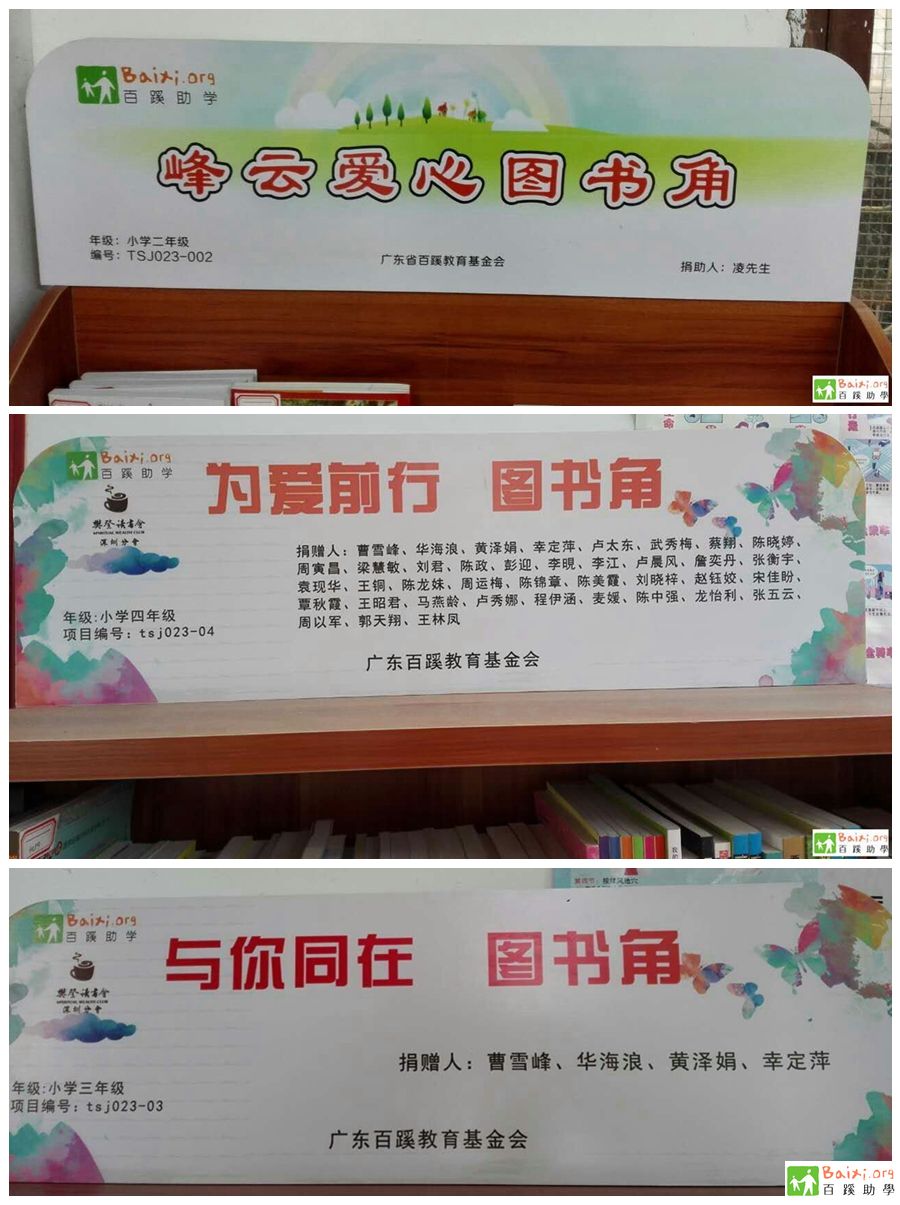 Baixi.org
百蹊助学
峰云爱心图书角
年级：小学二年级
编号：TSJ023-002
广东省百蹊教育基金会
捐助人：凌先生
Baixi.org
百蹊助學
Baixi.org
百蹊助学
为爱前行 图书角
樊登读书会
SPIRITUAL WEALTH CLUB
深圳分会
捐赠人：曹雪峰、华海浪、黄泽娟、幸定萍、卢太东、武秀梅、蔡翔、陈晓婷、
周寅昌、梁慧敏、刘君、陈政、彭迎、李晛、李江、卢晨风、詹奕丹、张衡宇、
袁现华、王铜、陈龙妹、周运梅、陈锦章、陈美霞、刘晓梓、赵钰姣、宋佳盼、
覃秋霞、王昭君、马燕龄、卢秀娜、程伊涵、麦媛、陈中强、龙怡利、张五云、
周以军、郭天翔、王林凤
年级:小学四年级
项目编号：tsj023-04
广东百蹊教育基金会
Baixi.org
百蹊助學
Baixi.org
百蹊助学
与你同在 图书角
樊登读书会
SPIRITUAL WEALTH CLUB
深圳分会
捐赠人：曹雪峰、华海浪、黄泽娟、幸定萍
年级:小学三年级
项目编号：tsj023-03
广东百蹊教育基金会
Baixi.org
百蹊助學